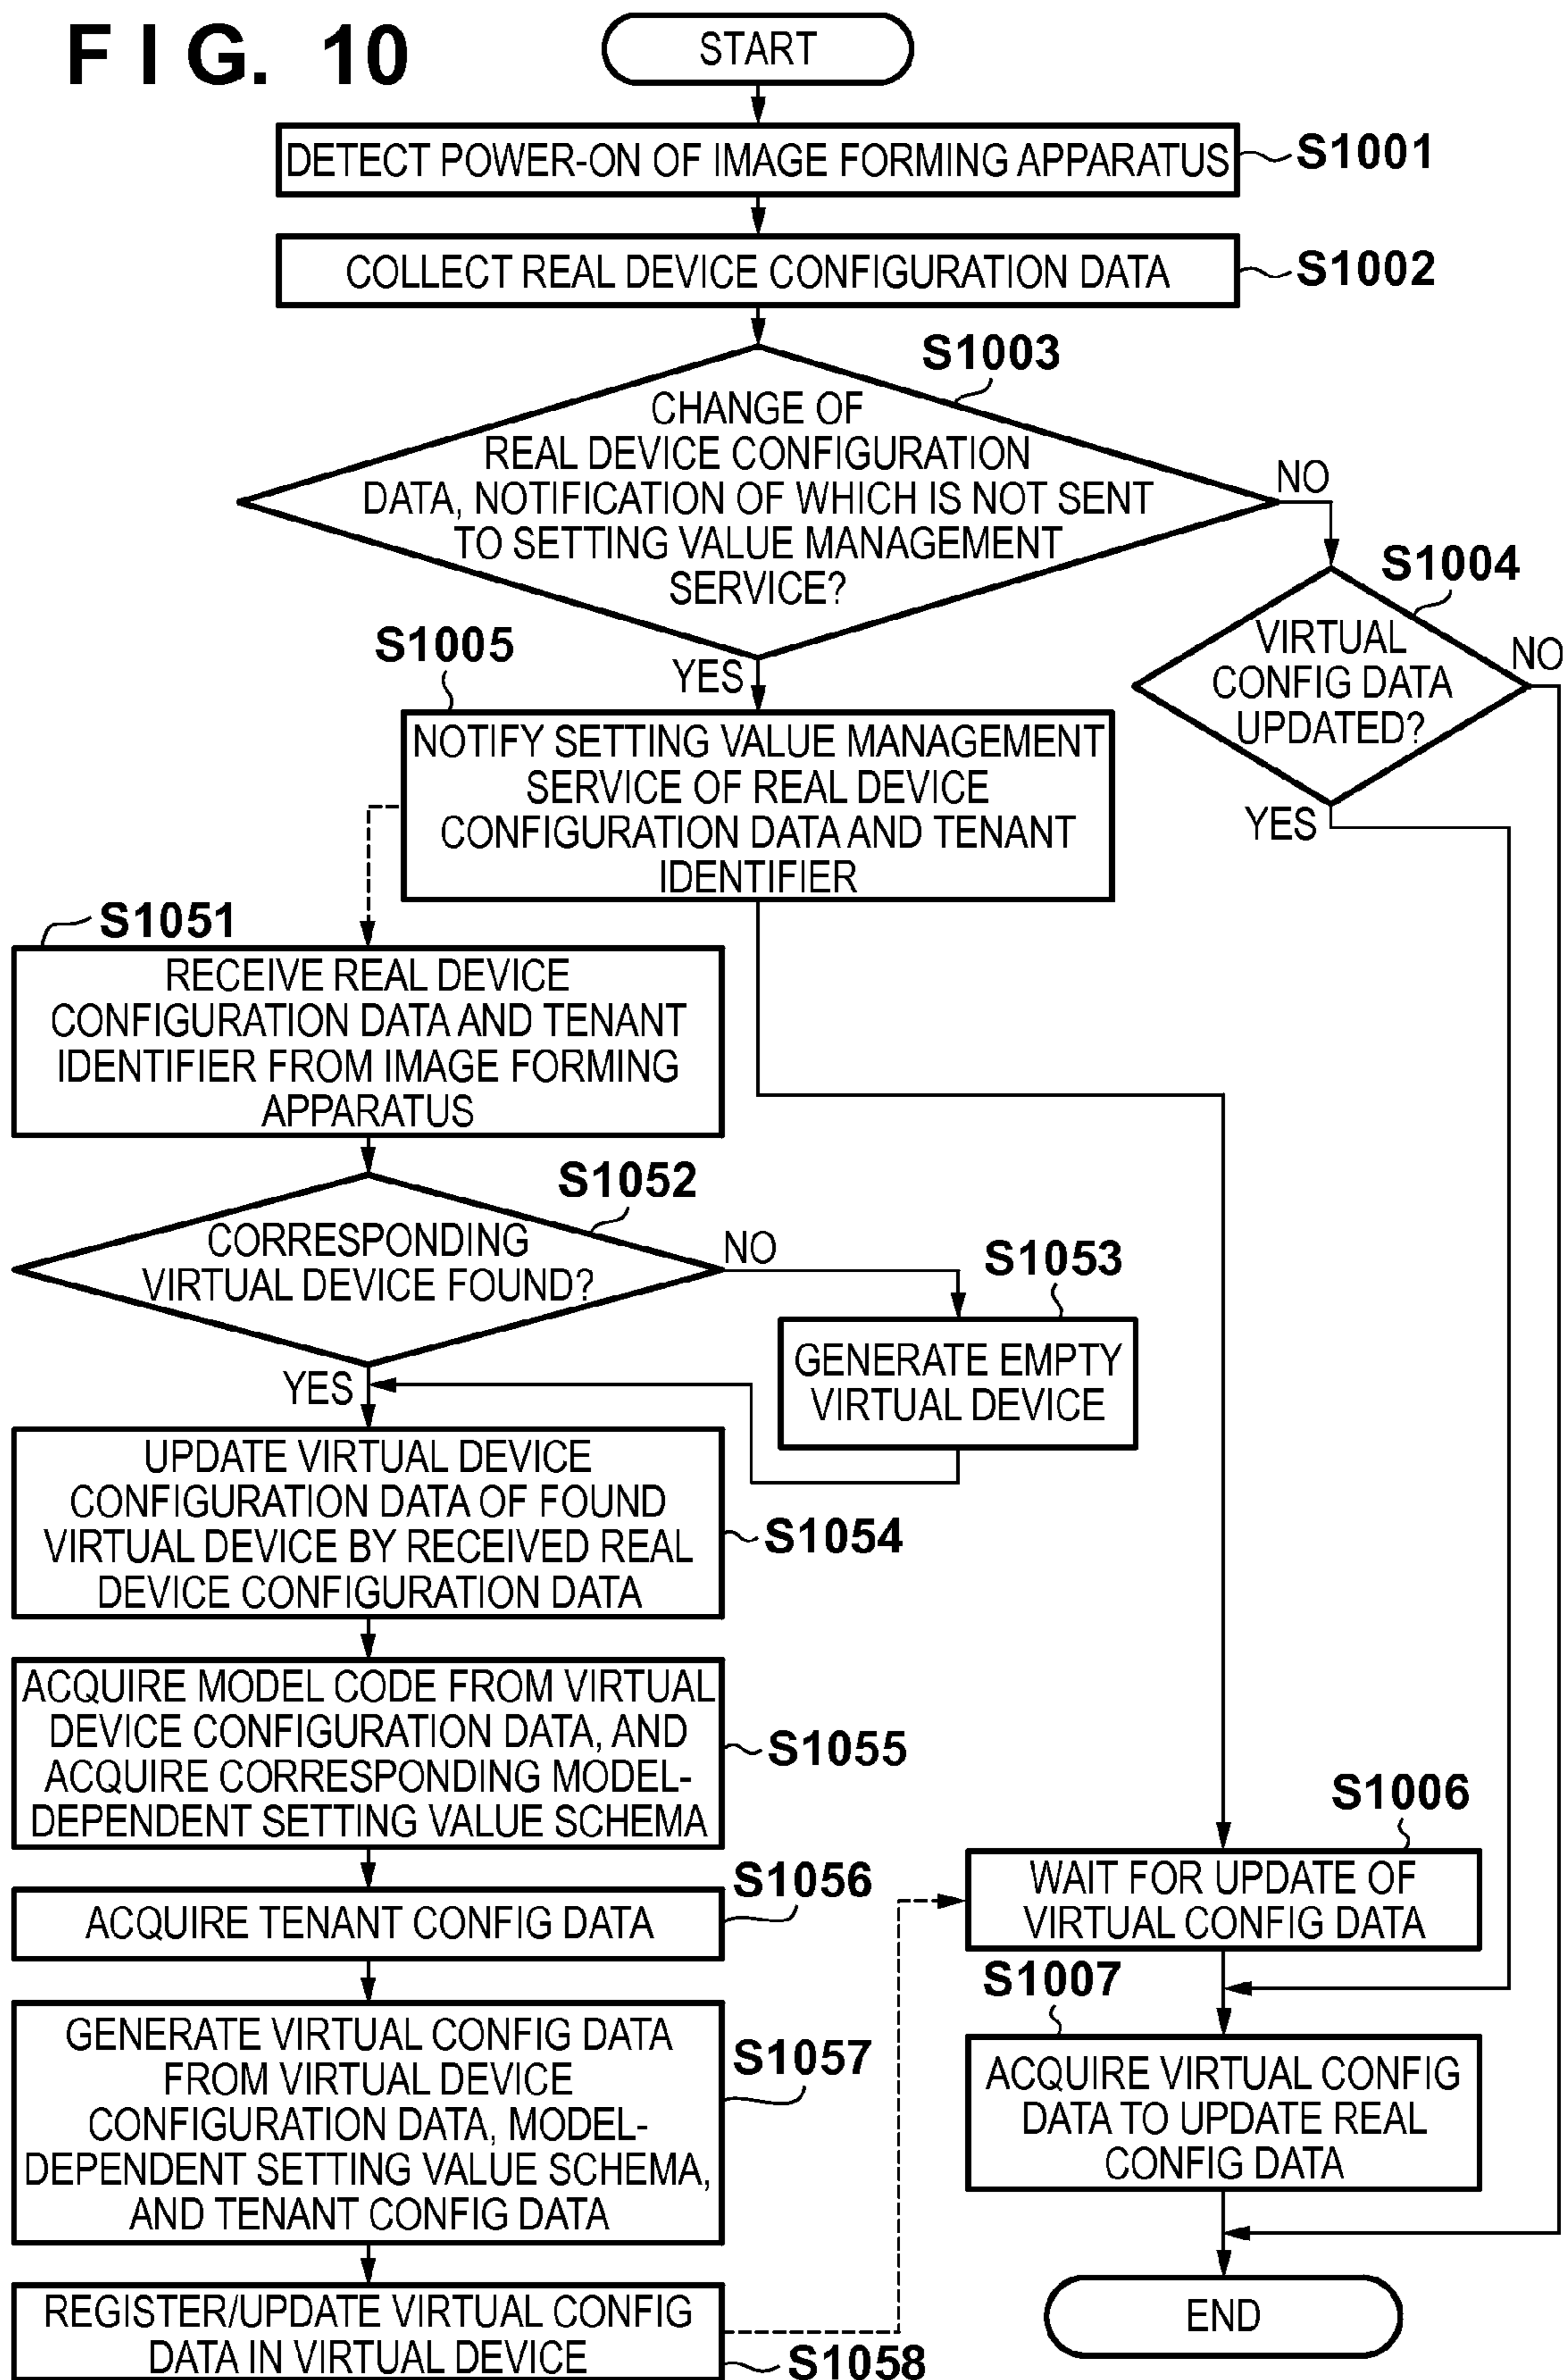 FIG. 10
START
DETECT POWER-ON OF IMAGE FORMING APPARATUS
S1001
COLLECT REAL DEVICE CONFIGURATION DATA
S1002
S1003
CHANGE OF
REAL DEVICE CONFIGURATION
DATA, NOTIFICATION OF WHICH IS NOT SENT
TO SETTING VALUE MANAGEMENT
SERVICE?
NO
YES
S1004
VIRTUAL
CONFIG DATA
UPDATED?
NO
YES
S1005
NOTIFY SETTING VALUE MANAGEMENT
SERVICE OF REAL DEVICE
CONFIGURATION DATA AND TENANT
IDENTIFIER
S1051
RECEIVE REAL DEVICE
CONFIGURATION DATA AND TENANT
IDENTIFIER FROM IMAGE FORMING
APPARATUS
S1052
CORRESPONDING
VIRTUAL DEVICE FOUND?
NO
YES
S1053
GENERATE EMPTY
VIRTUAL DEVICE
UPDATE VIRTUAL DEVICE
CONFIGURATION DATA OF FOUND
VIRTUAL DEVICE BY RECEIVED REAL
DEVICE CONFIGURATION DATA
S1054
ACQUIRE MODEL CODE FROM VIRTUAL
DEVICE CONFIGURATION DATA, AND
ACQUIRE CORRESPONDING MODEL-
DEPENDENT SETTING VALUE SCHEMA
S1055
ACQUIRE TENANT CONFIG DATA
S1056
GENERATE VIRTUAL CONFIG DATA
FROM VIRTUAL DEVICE
CONFIGURATION DATA, MODEL-
DEPENDENT SETTING VALUE SCHEMA,
AND TENANT CONFIG DATA
S1057
REGISTER/UPDATE VIRTUAL CONFIG
DATA IN VIRTUAL DEVICE
S1058
S1006
WAIT FOR UPDATE OF
VIRTUAL CONFIG DATA
S1007
ACQUIRE VIRTUAL CONFIG
DATA TO UPDATE REAL
CONFIG DATA
END